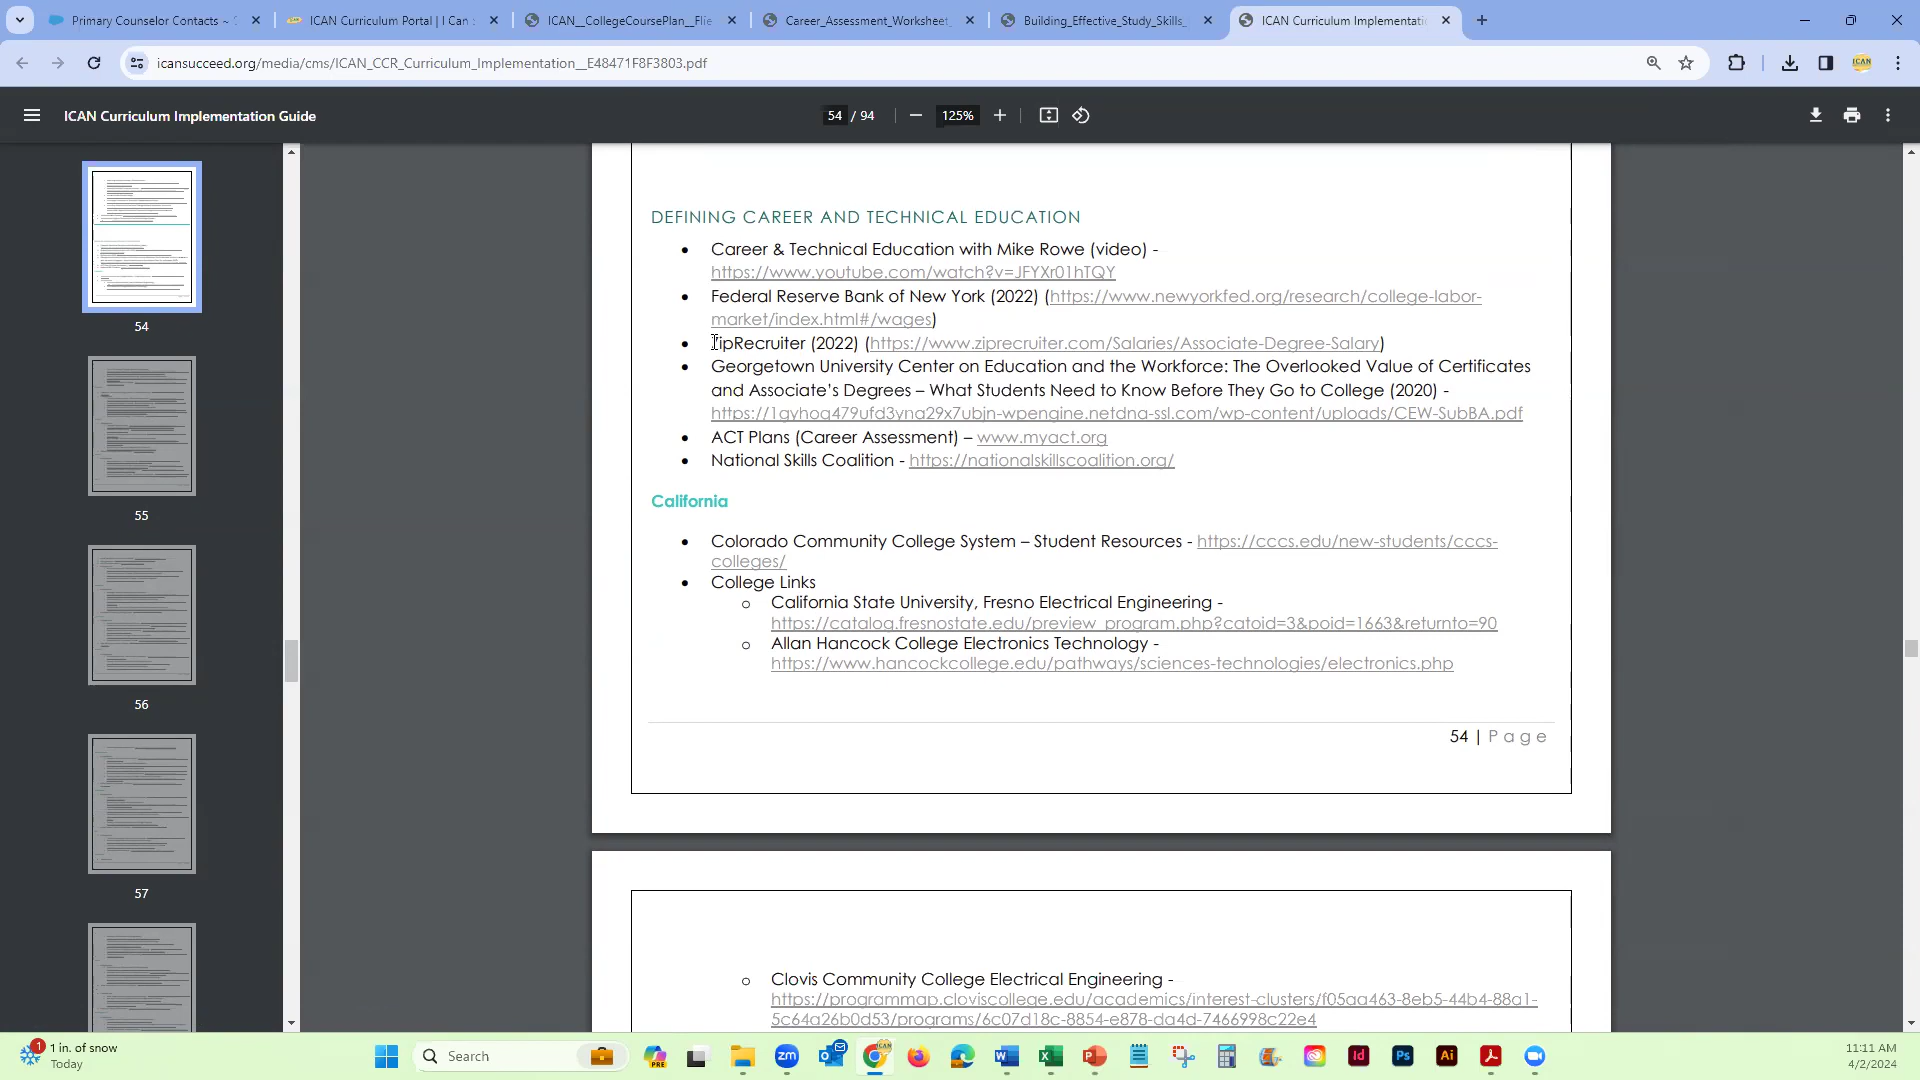 Primary Counselor Contacts ~
ICAN Curriculum Portal | I Can
ICAN__CollegeCoursePlan__Flie
Career_Assessment_Worksheet_
Building_Effective_Study_Skills_
ICAN Curriculum Implementati
icansucceed.org/media/cms/ICAN_CCR_Curriculum_Implementation__E48471F8F3803.pdf
ICAN Curriculum Implementation Guide
54 / 94
125%
54
55
56
57
DEFINING CAREER AND TECHNICAL EDUCATION
• Career & Technical Education with Mike Rowe (video) -
https://www.youtube.com/watch?v=JFYXr01hTQY
• Federal Reserve Bank of New York (2022) (https://www.newyorkfed.org/research/college-labor-
market/index.html#/wages)
• ZipRecruiter (2022) (https://www.ziprecruiter.com/Salaries/Associate-Degree-Salary)
• Georgetown University Center on Education and the Workforce: The Overlooked Value of Certificates
and Associate’s Degrees – What Students Need to Know Before They Go to College (2020) -
https://1gyhoq479ufd3yna29x7ubjn-wpengine.netdna-ssl.com/wp-content/uploads/CEW-SubBA.pdf
• ACT Plans (Career Assessment) – www.myact.org
• National Skills Coalition - https://nationalskillscoalition.org/
California
• Colorado Community College System – Student Resources - https://cccs.edu/new-students/cccs-
colleges/
• College Links
o California State University, Fresno Electrical Engineering -
https://catalog.fresnostate.edu/preview_program.php?catoid=3&poid=1663&returnto=90
o Allan Hancock College Electronics Technology -
https://www.hancockcollege.edu/pathways/sciences-technologies/electronics.php
54 | Page
o Clovis Community College Electrical Engineering -
https://programmap.cloviscollege.edu/academics/interest-clusters/f05aa463-8eb5-44b4-88a1-
5c64a26b0d53/programs/6c07d18c-8854-e878-da4d-7466998c22e4
1
1 in. of snow
Today
Search
PRE
zm
ICAN
Id
Ps
Ai
11:11 AM
4/2/2024